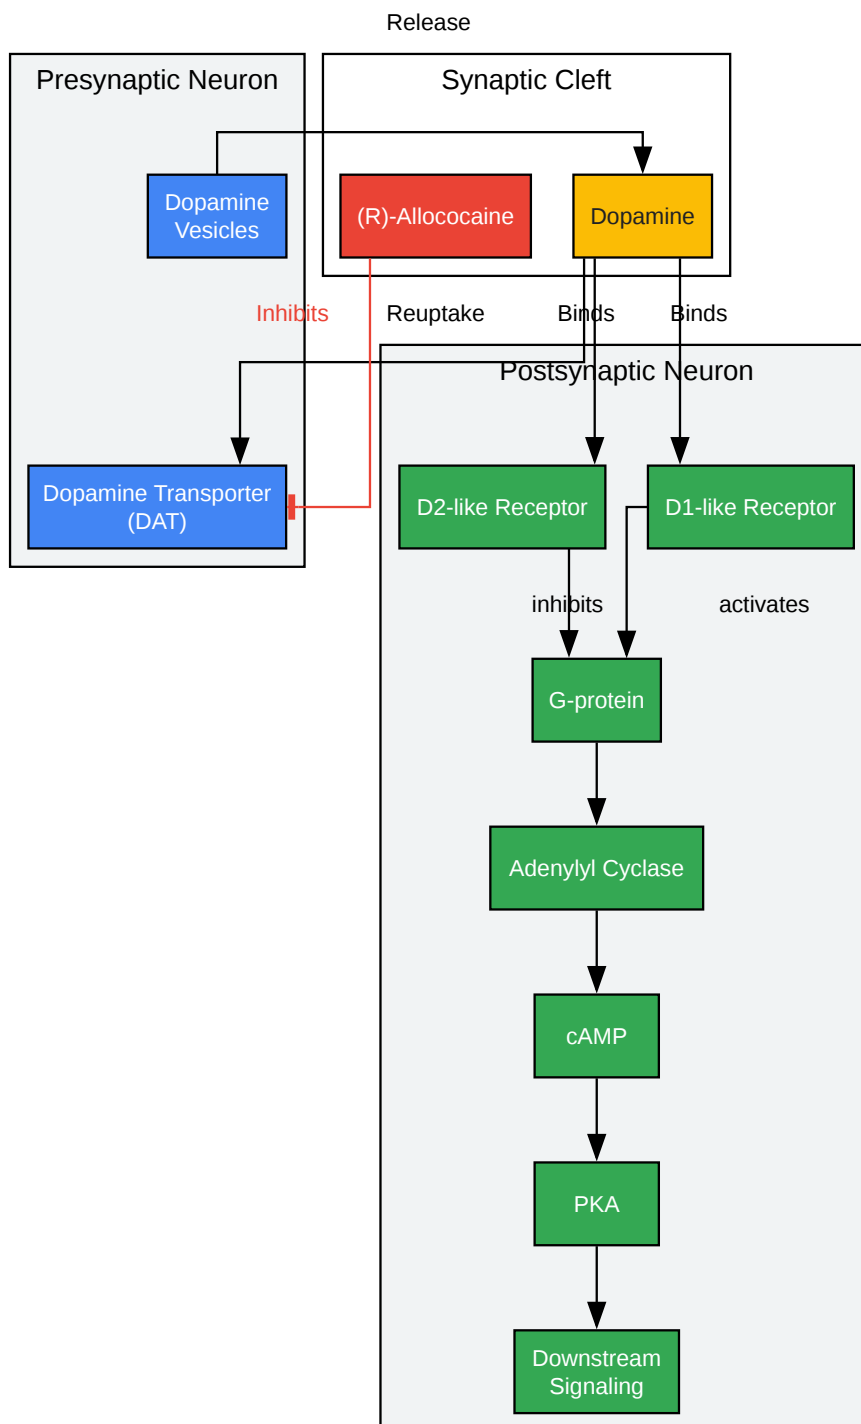 Release
Presynaptic Neuron
Synaptic Cleft
Dopamine
Vesicles
(R)-Allococaine
Dopamine
Inhibits
Reuptake
Binds
Binds
Postsynaptic Neuron
Dopamine Transporter
(DAT)
D2-like Receptor
D1-like Receptor
inhibits
activates
G-protein
Adenylyl Cyclase
cAMP
PKA
Downstream
Signaling